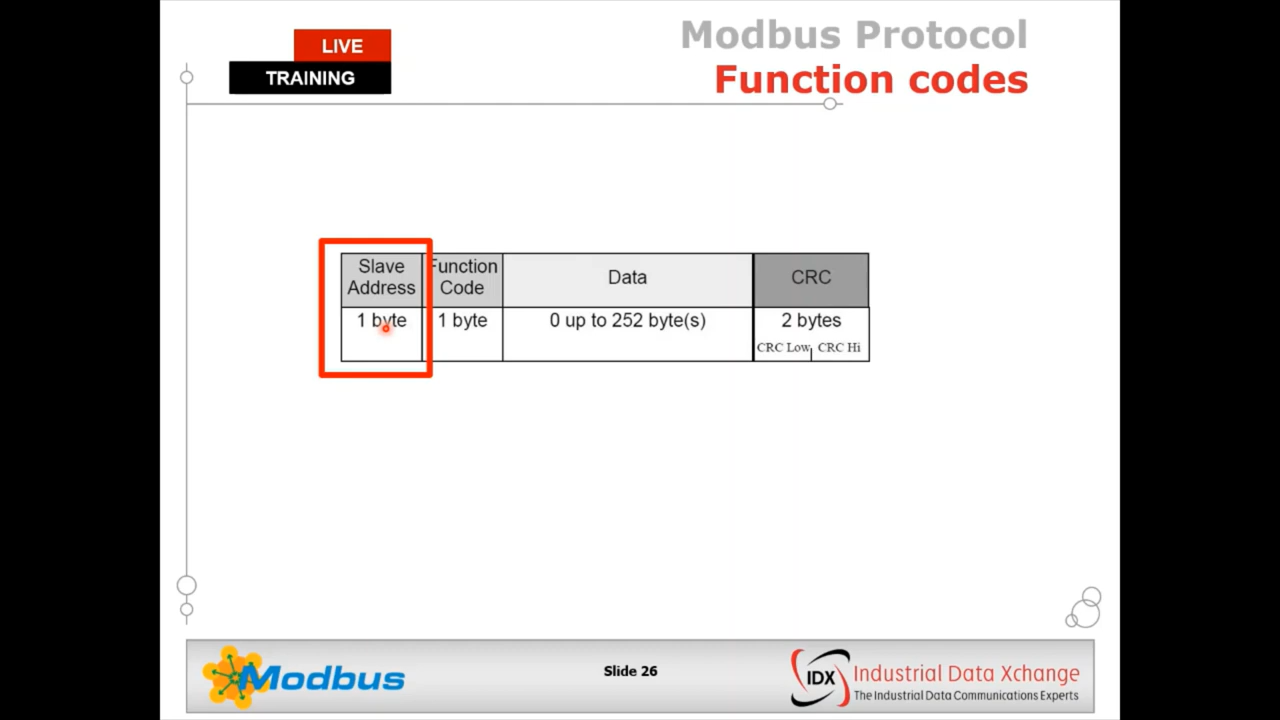 LIVE
TRAINING
Modbus Protocol
Function codes
Slave
Address
Function
Code
Data
CRC
1 byte
1 byte
0 up to 252 byte(s)
2 bytes
CRC Low
CRC Hi
Modbus
Slide 26
IDX
Industrial Data Xchange
The Industrial Data Communications Experts